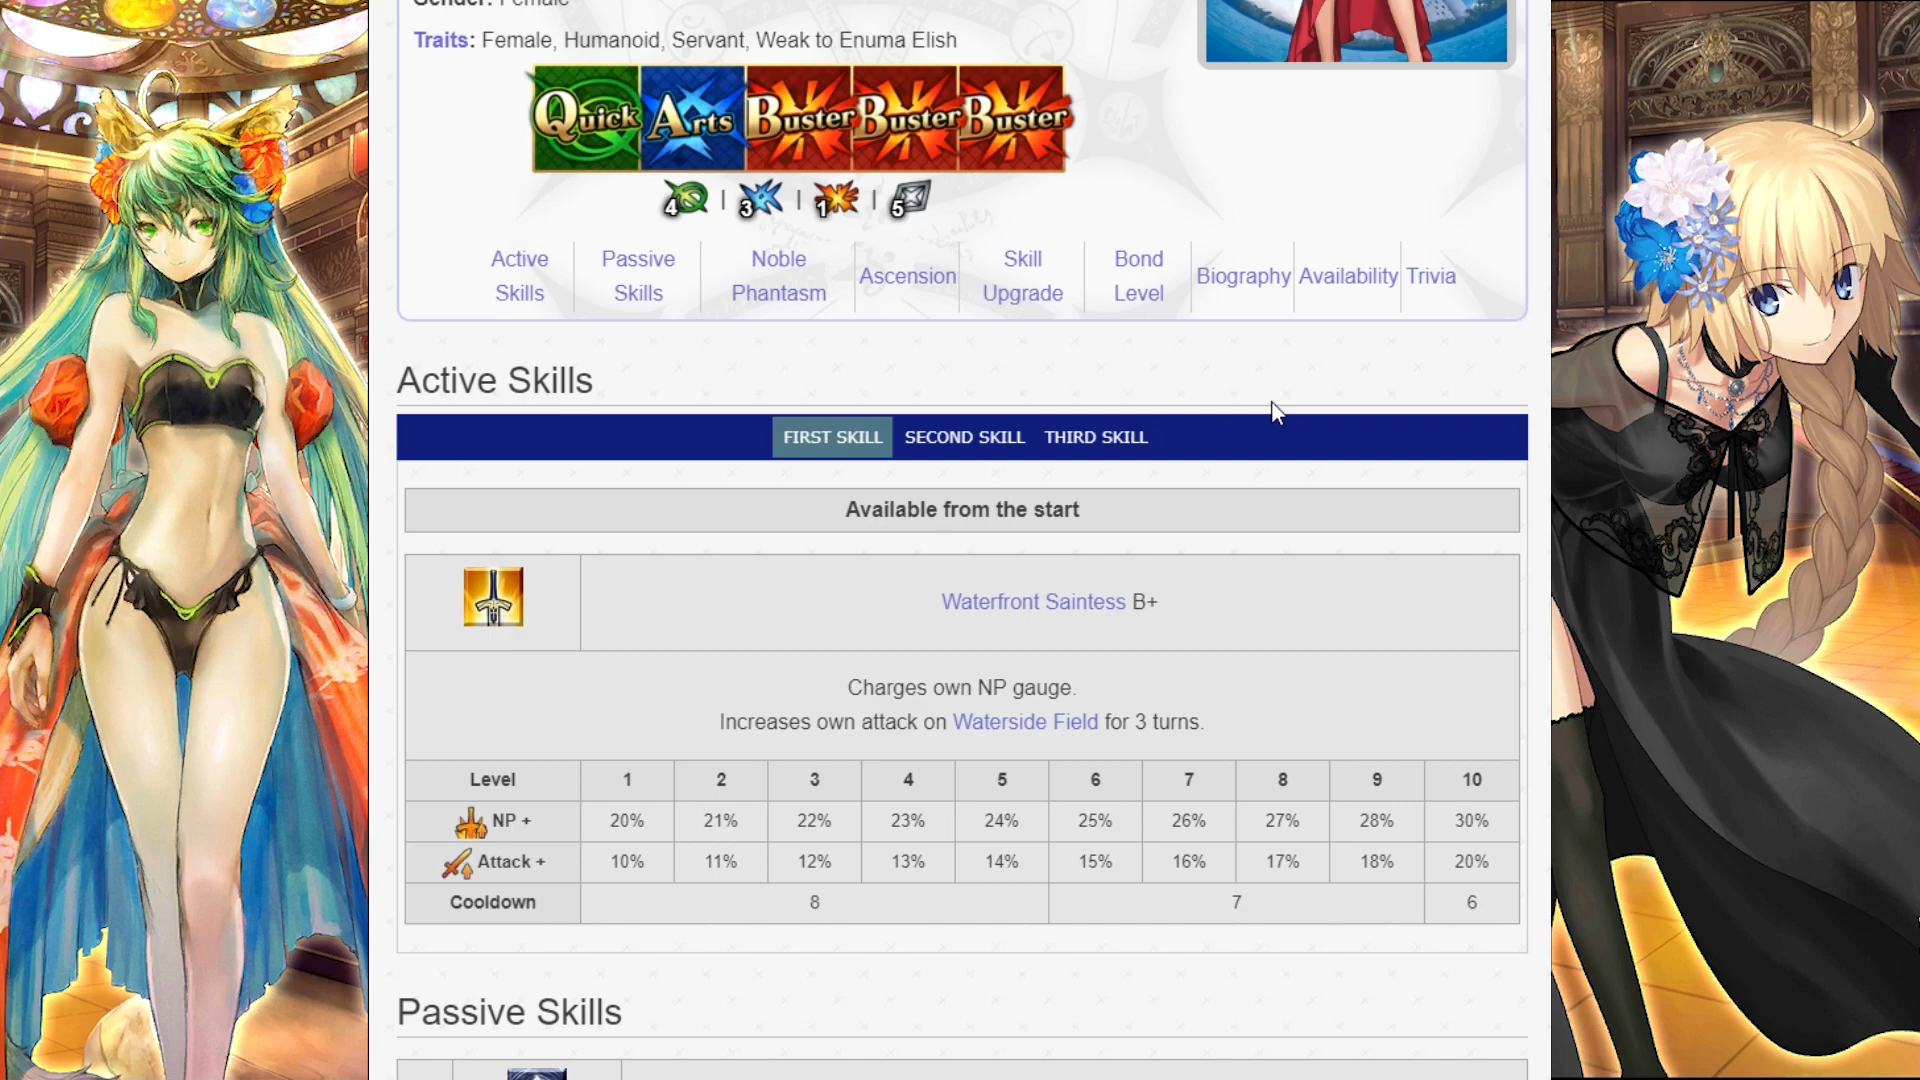 Gender: Female
Traits: Female, Humanoid, Servant, Weak to Enuma Elish
Quick Arts Buster Buster Buster
4 | 3 | 1 | 5
Active Skills
Passive Skills
Noble Phantasm
Ascension
Skill Upgrade
Bond Level
Biography
Availability
Trivia
Active Skills
FIRST SKILL SECOND SKILL THIRD SKILL
Available from the start
Waterfront Saintess B+
Charges own NP gauge.
Increases own attack on Waterside Field for 3 turns.
Level 1 2 3 4 5 6 7 8 9 10
NP + 20% 21% 22% 23% 24% 25% 26% 27% 28% 30%
Attack + 10% 11% 12% 13% 14% 15% 16% 17% 18% 20%
Cooldown 8 7 6
Passive Skills